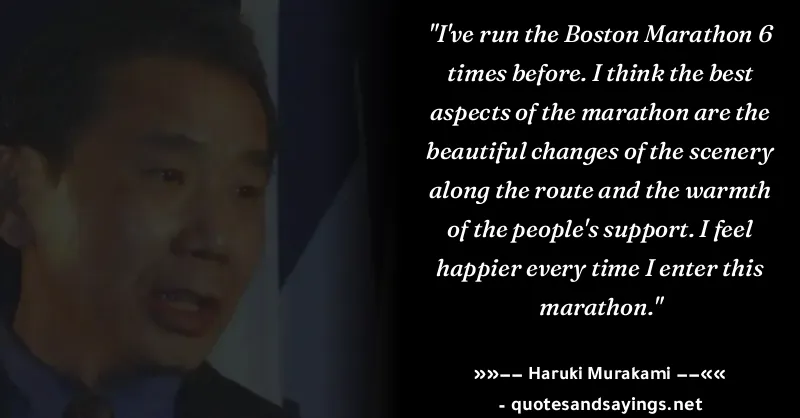 "I've run the Boston Marathon 6
times before. I think the best
aspects of the marathon are the
beautiful changes of the scenery
along the route and the warmth
of the people's support. I feel
happier every time I enter this
marathon."
»»−− Haruki Murakami −−««
- quotesandsayings.net